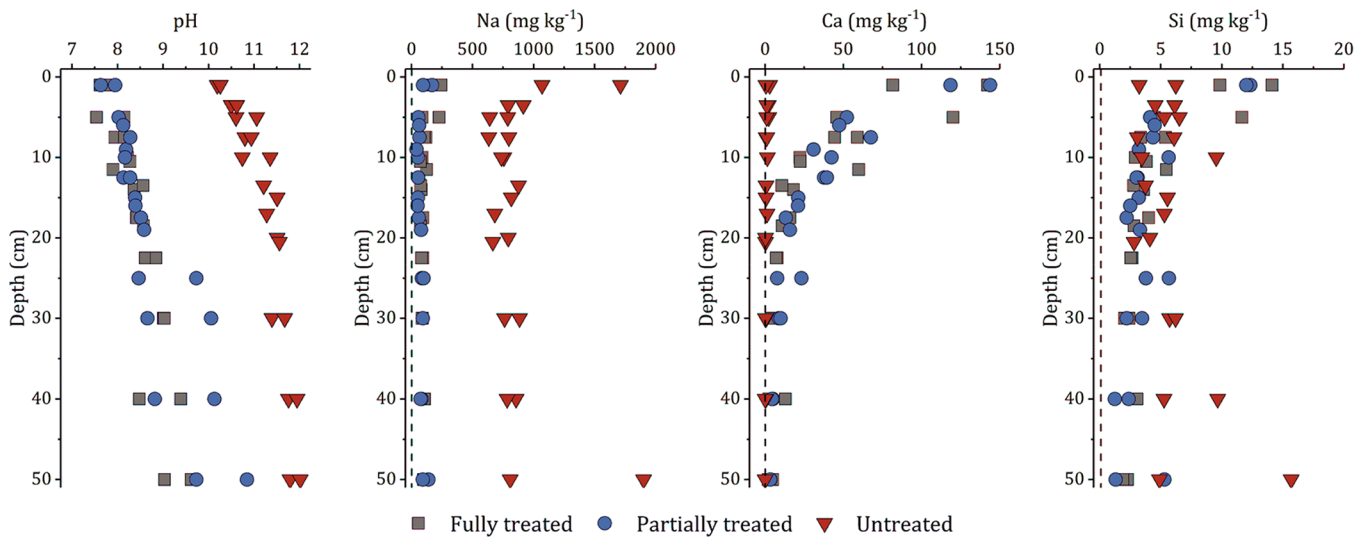 pH
Na (mg kg⁻¹)
Ca (mg kg⁻¹)
Si (mg kg⁻¹)
7 8 9 10 11 12
0 500 1000 1500 2000
0 50 100 150
0 5 10 15 20
Depth (cm)
0
10
20
30
40
50
Depth (cm)
0
10
20
30
40
50
Depth (cm)
0
10
20
30
40
50
Depth (cm)
0
10
20
30
40
50
Fully treated Partially treated Untreated